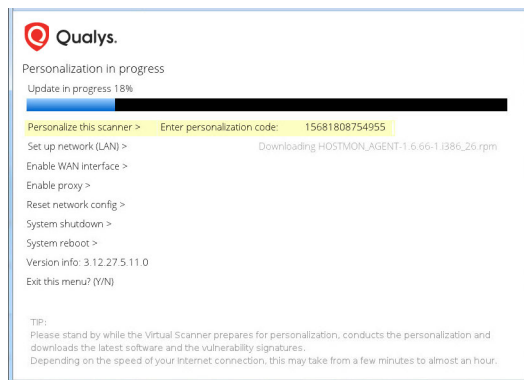 Qualys.
Personalization in progress
Update in progress 18%
Personalize this scanner > Enter personalization code: 15681808754955
Set up network (LAN) > Downloading HOSTMON_AGENT-1.6.66-1.I386_26.rpm
Enable WAN interface >
Enable proxy >
Reset network config >
System shutdown >
System reboot >
Version info: 3.12.27.5.11.0
Exit this menu? (Y/N)
TIP:
Please stand by while the Virtual Scanner prepares for personalization, conducts the personalization and
downloads the latest software and the vulnerability signatures.
Depending on the speed of your Internet connection, this may take from a few minutes to almost an hour.